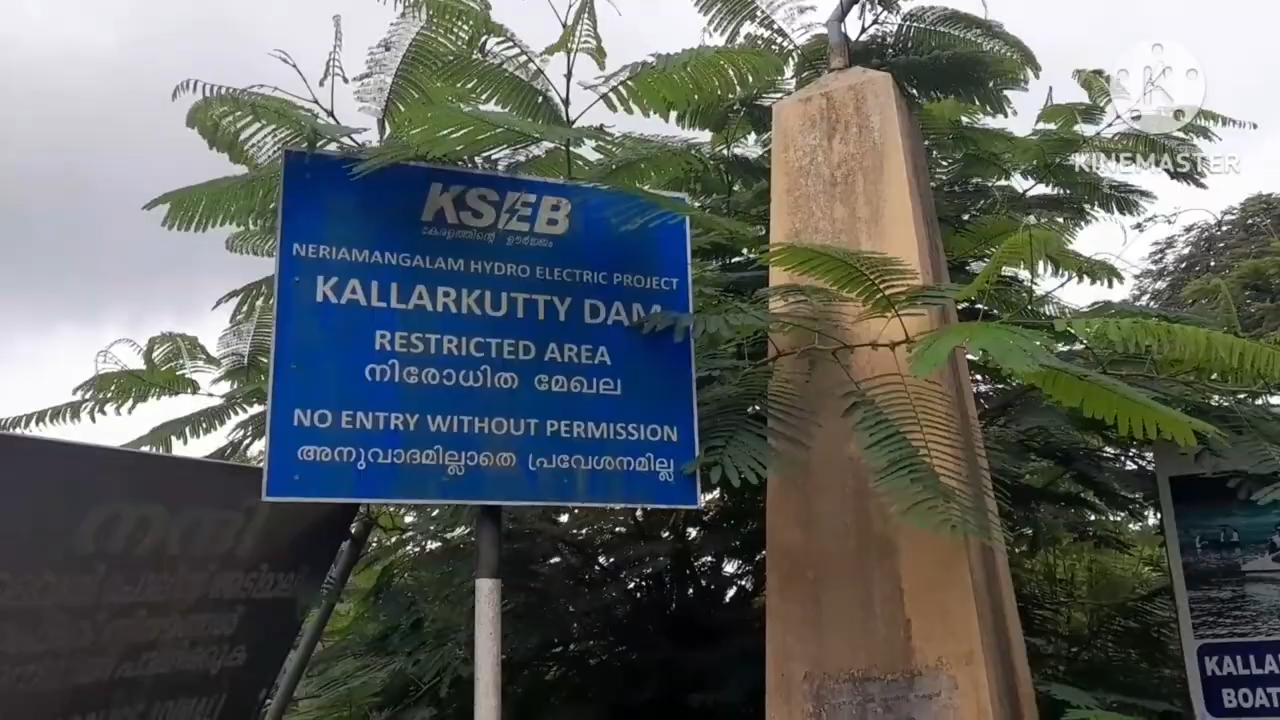 KSEB
കേരളത്തിന്റെ ഊർജ്ജം
NERIAMANGALAM HYDRO ELECTRIC PROJECT
KALLARKUTTY DAM
RESTRICTED AREA
നിരോധിത മേഖല
NO ENTRY WITHOUT PERMISSION
അനുവാദമില്ലാതെ പ്രവേശനമില്ല
നന്ദി
KINEMASTER
KALLA
BOAT